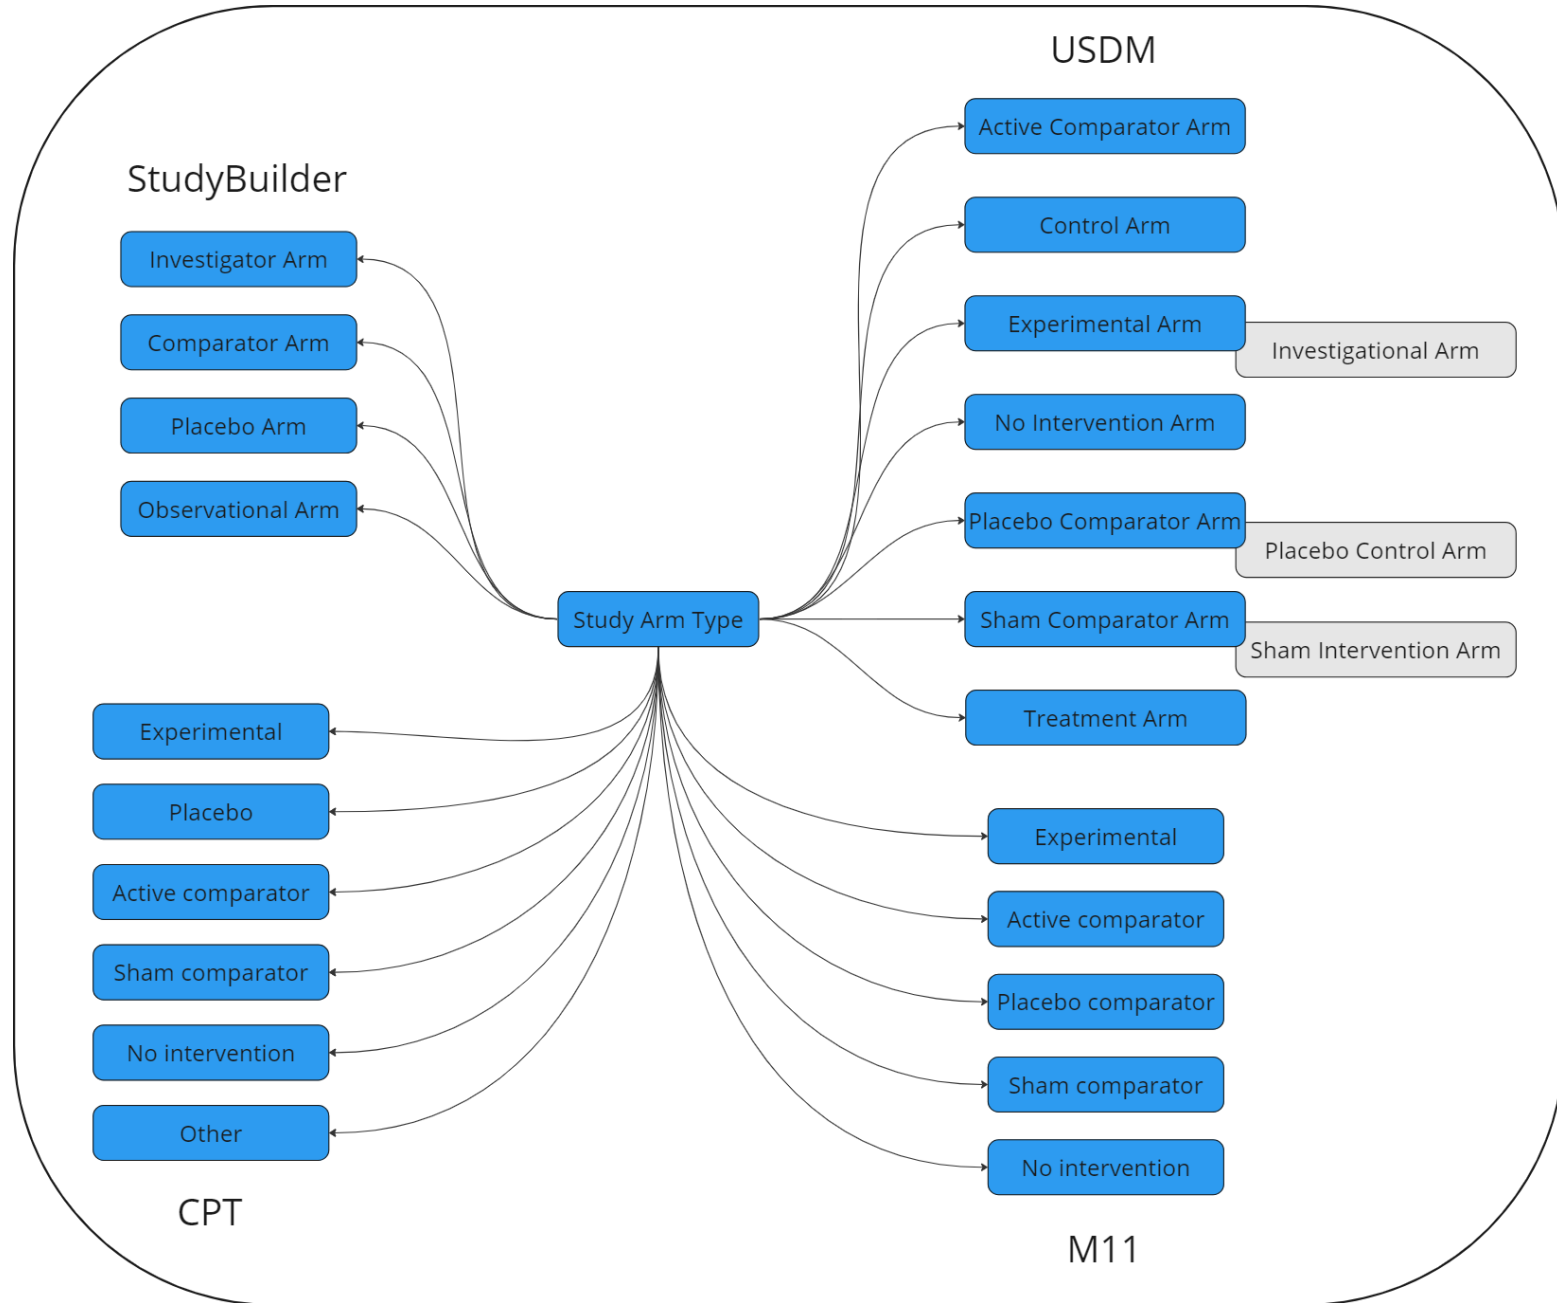 StudyBuilder
Investigator Arm
Comparator Arm
Placebo Arm
Observational Arm
USDM
Active Comparator Arm
Control Arm
Experimental Arm
Investigational Arm
No Intervention Arm
Placebo Comparator Arm
Placebo Control Arm
Sham Comparator Arm
Sham Intervention Arm
Treatment Arm
Study Arm Type
Experimental
Placebo
Active comparator
Sham comparator
No intervention
Other
CPT
Experimental
Active comparator
Placebo comparator
Sham comparator
No intervention
M11